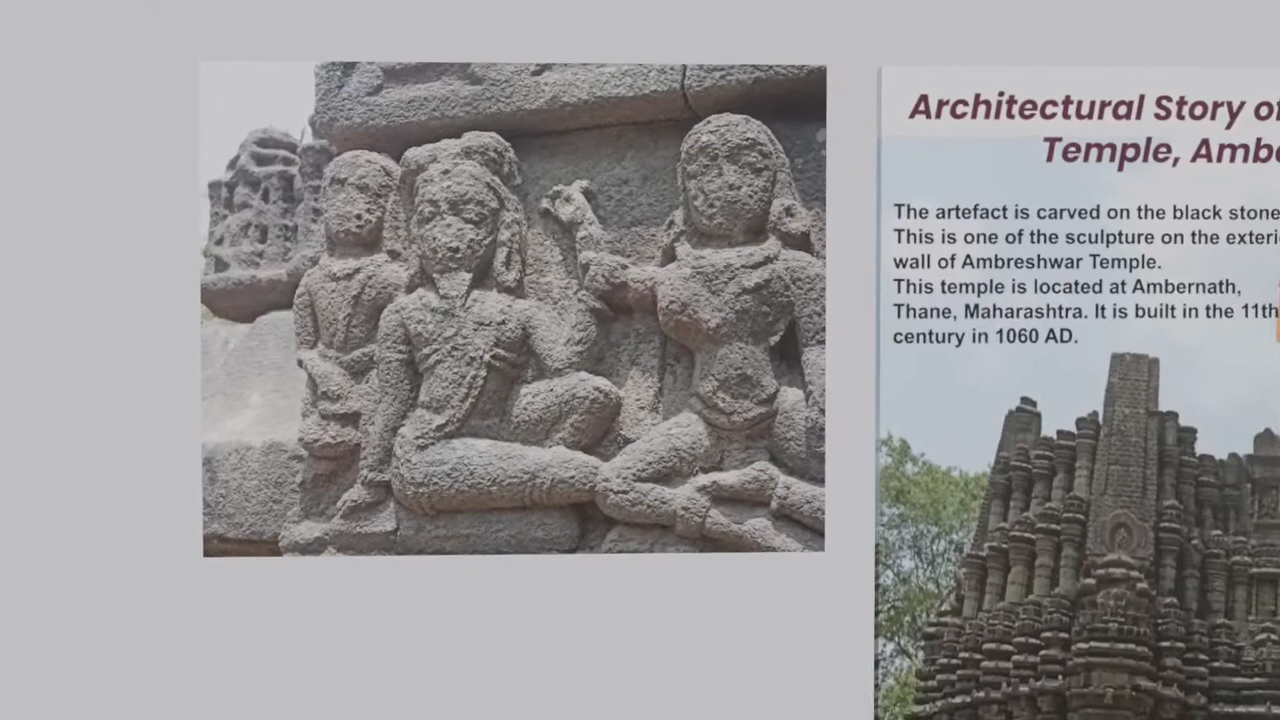 Architectural Story of
Temple, Ambe
The artefact is carved on the black stone
This is one of the sculpture on the exteri
wall of Ambreshwar Temple.
This temple is located at Ambernath,
Thane, Maharashtra. It is built in the 11th
century in 1060 AD.